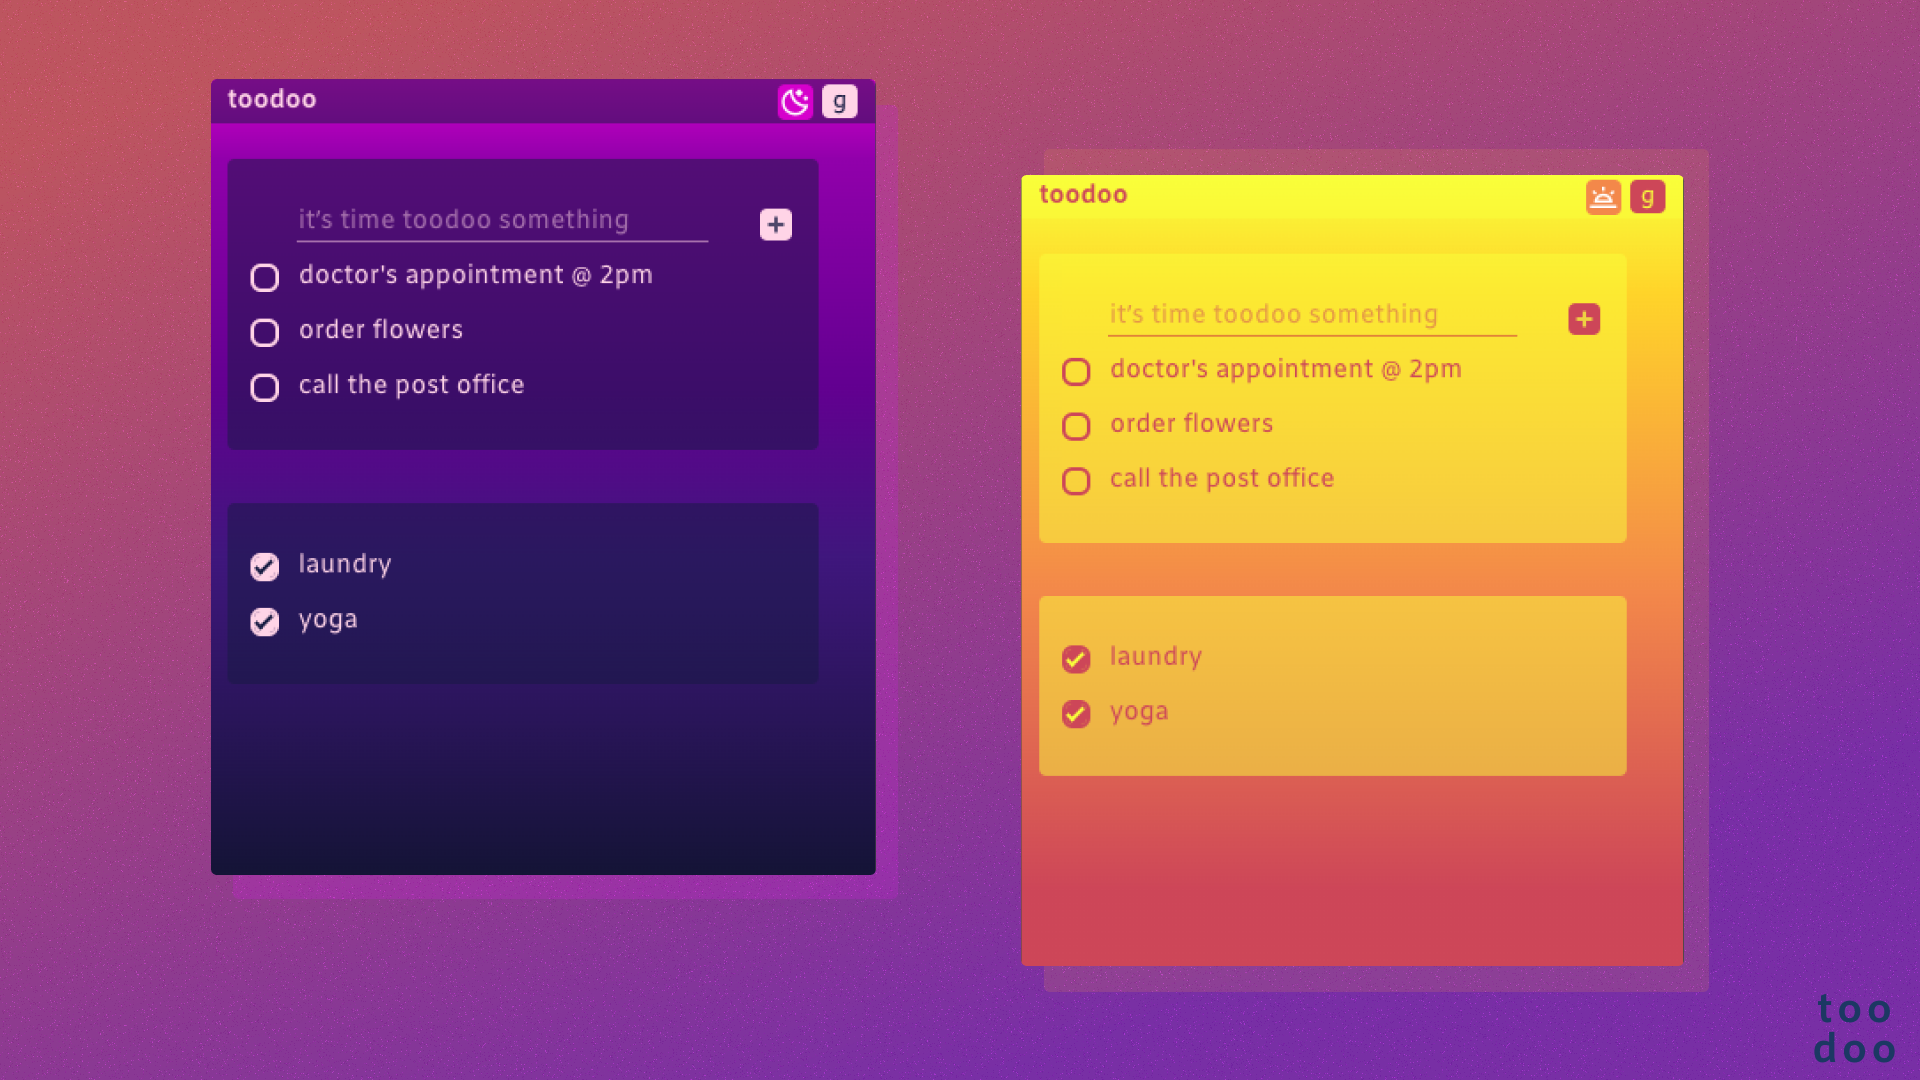 toodoo
g
it’s time toodoo something
doctor's appointment @ 2pm
order flowers
call the post office
laundry
yoga
toodoo
g
it’s time toodoo something
doctor's appointment @ 2pm
order flowers
call the post office
laundry
yoga
too
doo